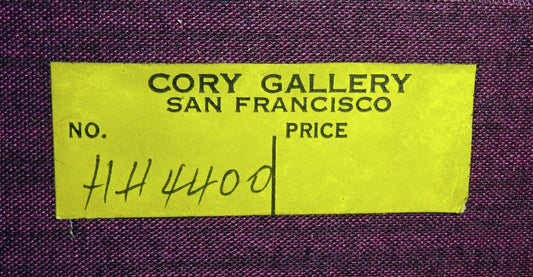 CORY GALLERY
SAN FRANCISCO
NO. PRICE
HH4400